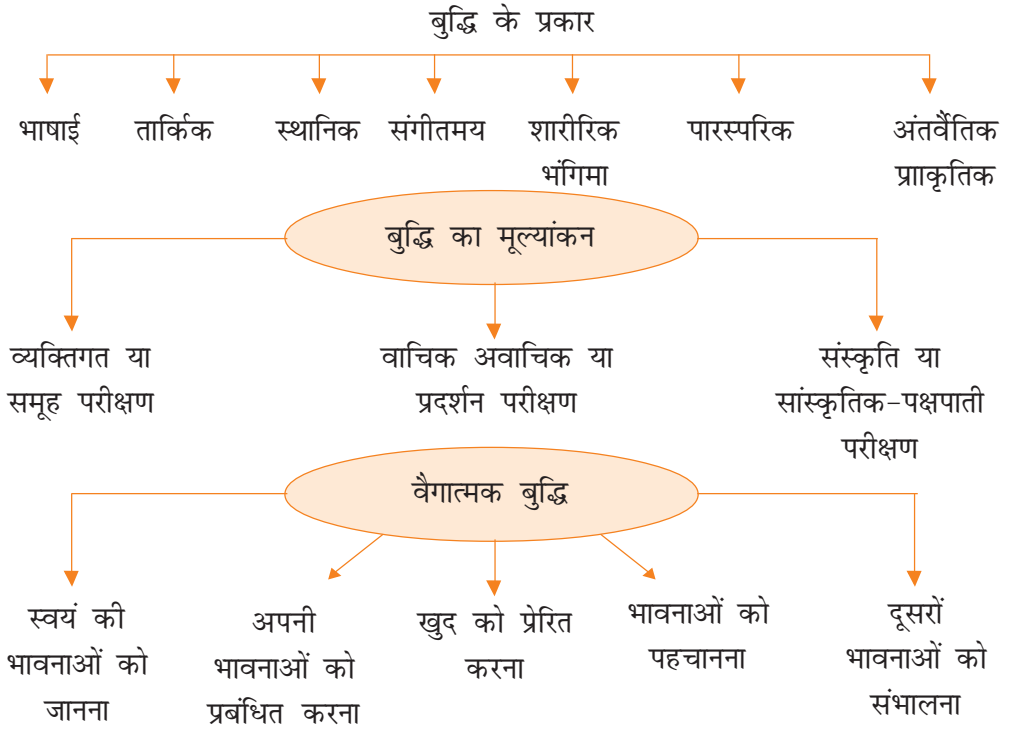 बुद्धि के प्रकार
भाषाई
तार्किक
स्थानिक
संगीतमय
शारीरिक
भंगिमा
पारस्परिक
अंतर्वैतिक
प्रााकृतिक
बुद्धि का मूल्यांकन
व्यक्तिगत या
समूह परीक्षण
वाचिक अवाचिक या
प्रदर्शन परीक्षण
संस्कृति या
सांस्कृतिक-पक्षपाती
परीक्षण
वैगात्मक बुद्धि
स्वयं की
भावनाओं को
जानना
अपनी
भावनाओं को
प्रबंधित करना
खुद को प्रेरित
करना
भावनाओं को
पहचानना
दूसरों
भावनाओं को
संभालना